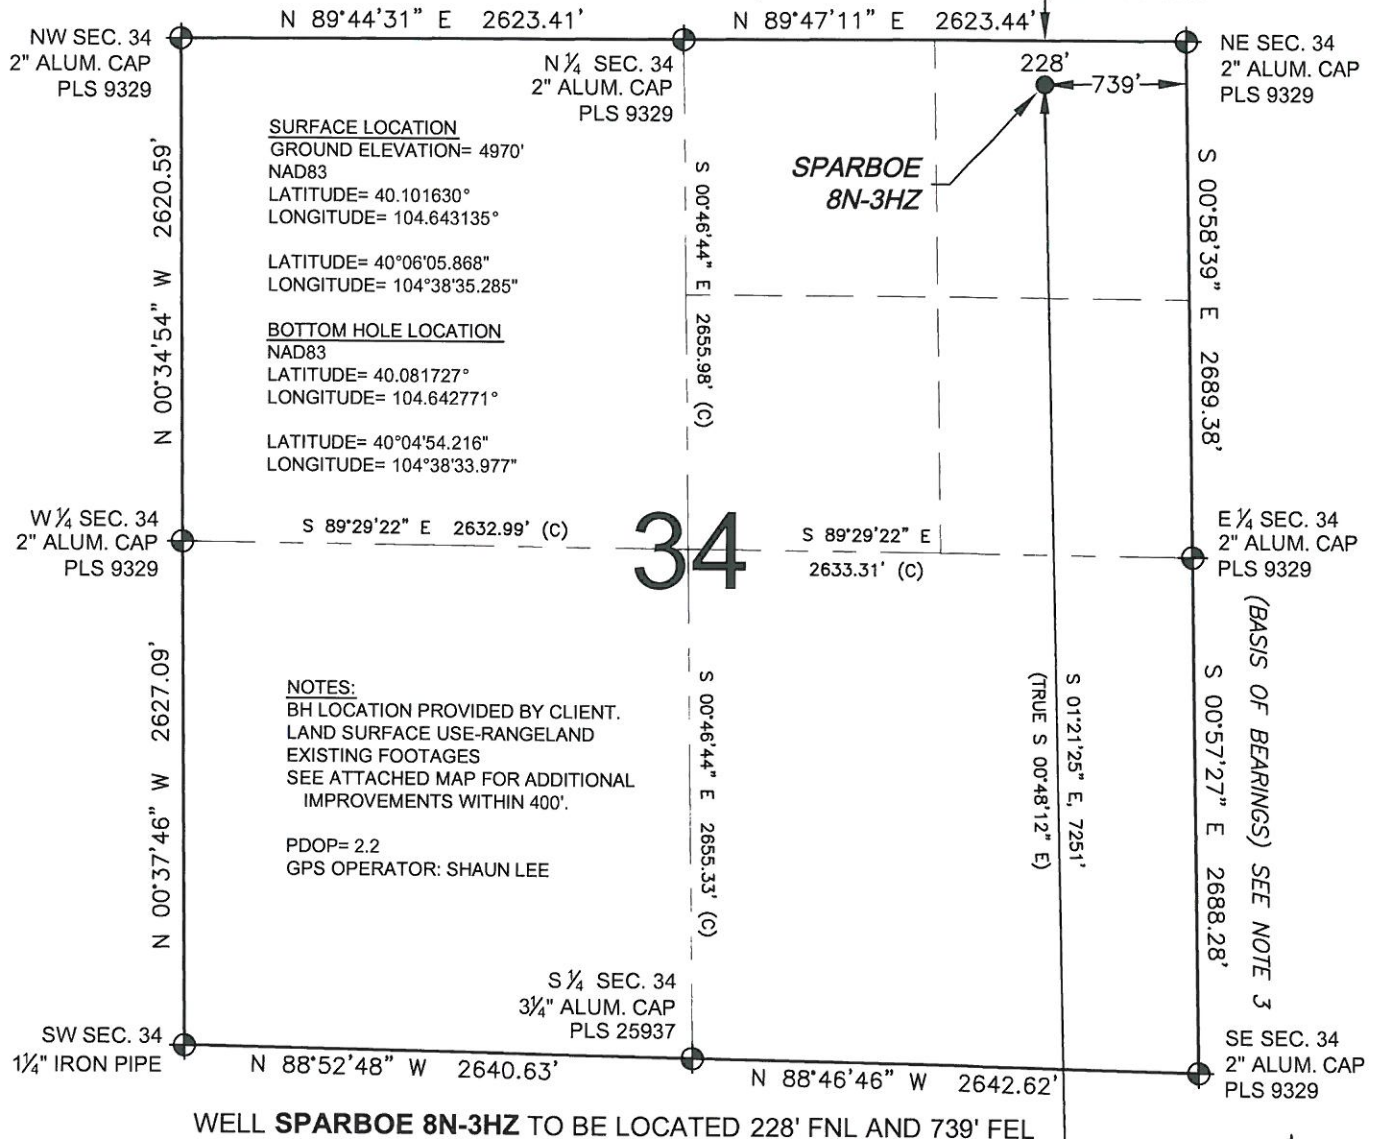 N 89°44'31" E 2623.41'
N 89°47'11" E 2623.44'
NW SEC. 34
2" ALUM. CAP
PLS 9329
N ¼ SEC. 34
2" ALUM. CAP
PLS 9329
228'
739'
NE SEC. 34
2" ALUM. CAP
PLS 9329
SURFACE LOCATION
GROUND ELEVATION= 4970'
NAD83
LATITUDE= 40.101630°
LONGITUDE= 104.643135°
LATITUDE= 40°06'05.868"
LONGITUDE= 104°38'35.285"
BOTTOM HOLE LOCATION
NAD83
LATITUDE= 40.081727°
LONGITUDE= 104.642771°
LATITUDE= 40°04'54.216"
LONGITUDE= 104°38'33.977"
SPARBOE
8N-3HZ
N 00°34'54" W 2620.59'
S 00°46'44" E 2655.98' (C)
S 00°58'39" E 2689.38'
W ¼ SEC. 34
2" ALUM. CAP
PLS 9329
S 89°29'22" E 2632.99' (C)
34
S 89°29'22" E
2633.31' (C)
E ¼ SEC. 34
2" ALUM. CAP
PLS 9329
N 00°37'46" W 2627.09'
NOTES:
BH LOCATION PROVIDED BY CLIENT.
LAND SURFACE USE-RANGELAND
EXISTING FOOTAGES
SEE ATTACHED MAP FOR ADDITIONAL
IMPROVEMENTS WITHIN 400'.
PDOP= 2.2
GPS OPERATOR: SHAUN LEE
S 00°46'44" E 2655.33' (C)
S 01°21'25" E, 7251'
(TRUE S 00°48'12" E)
S 00°57'27" E 2688.28'
(BASIS OF BEARINGS) SEE NOTE 3
SW SEC. 34
1¼" IRON PIPE
S ¼ SEC. 34
3¼" ALUM. CAP
PLS 25937
SE SEC. 34
2" ALUM. CAP
PLS 9329
N 88°52'48" W 2640.63'
N 88°46'46" W 2642.62'
WELL SPARBOE 8N-3HZ TO BE LOCATED 228' FNL AND 739' FEL